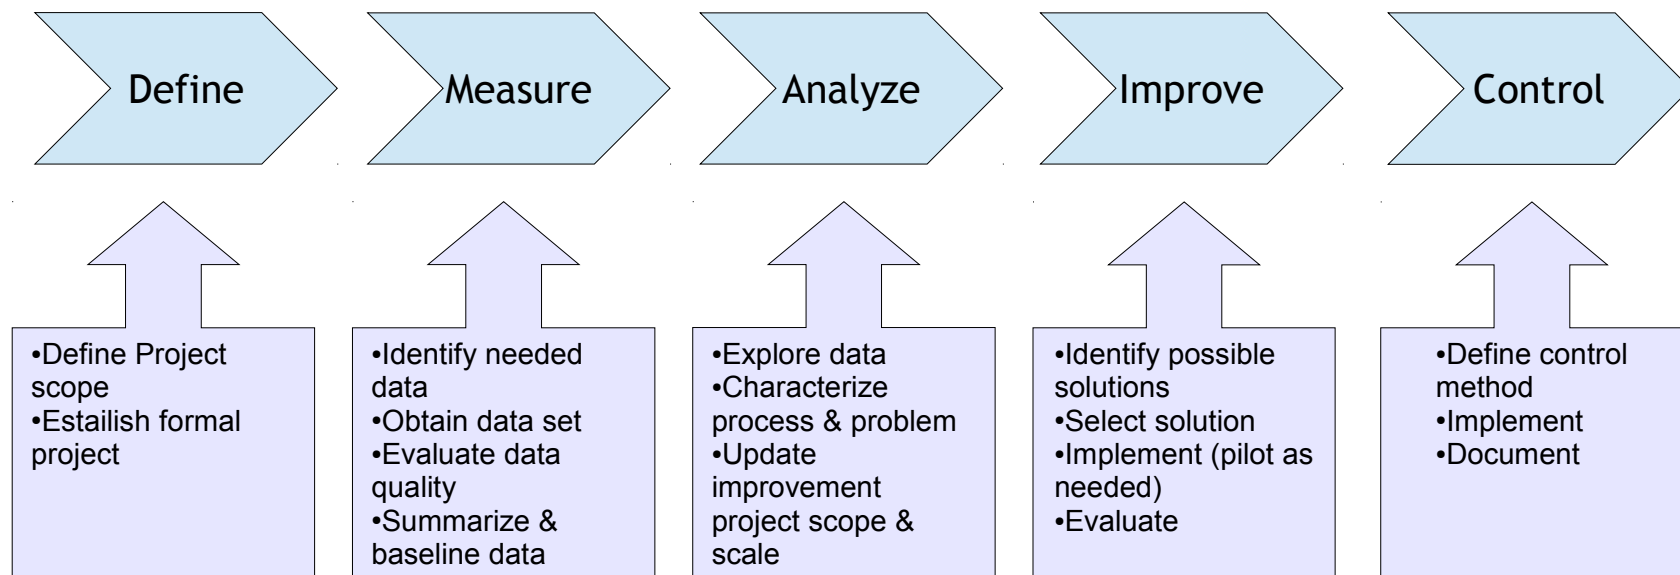 Define
Measure
Analyze
Improve
Control
•Define Project
scope
•Estailish formal
project
•Identify needed
data
•Obtain data set
•Evaluate data
quality
•Summarize &
baseline data
•Explore data
•Characterize
process & problem
•Update
improvement
project scope &
scale
•Identify possible
solutions
•Select solution
•Implement (pilot as
needed)
•Evaluate
•Define control
method
•Implement
•Document